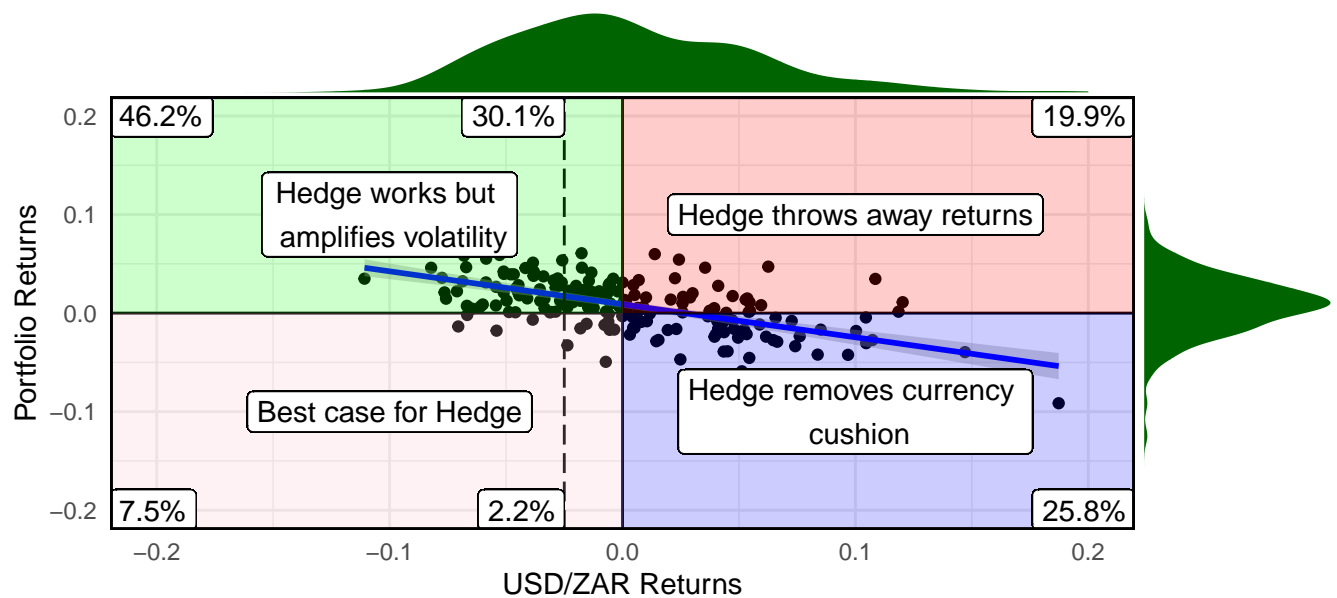 46.2%
30.1%
19.9%
Hedge works but
amplifies volatility
Hedge throws away returns
Best case for Hedge
Hedge removes currency
cushion
7.5%
2.2%
25.8%
0.2
0.1
0.0
−0.1
−0.2
Portfolio Returns
−0.2
−0.1
0.0
0.1
0.2
USD/ZAR Returns